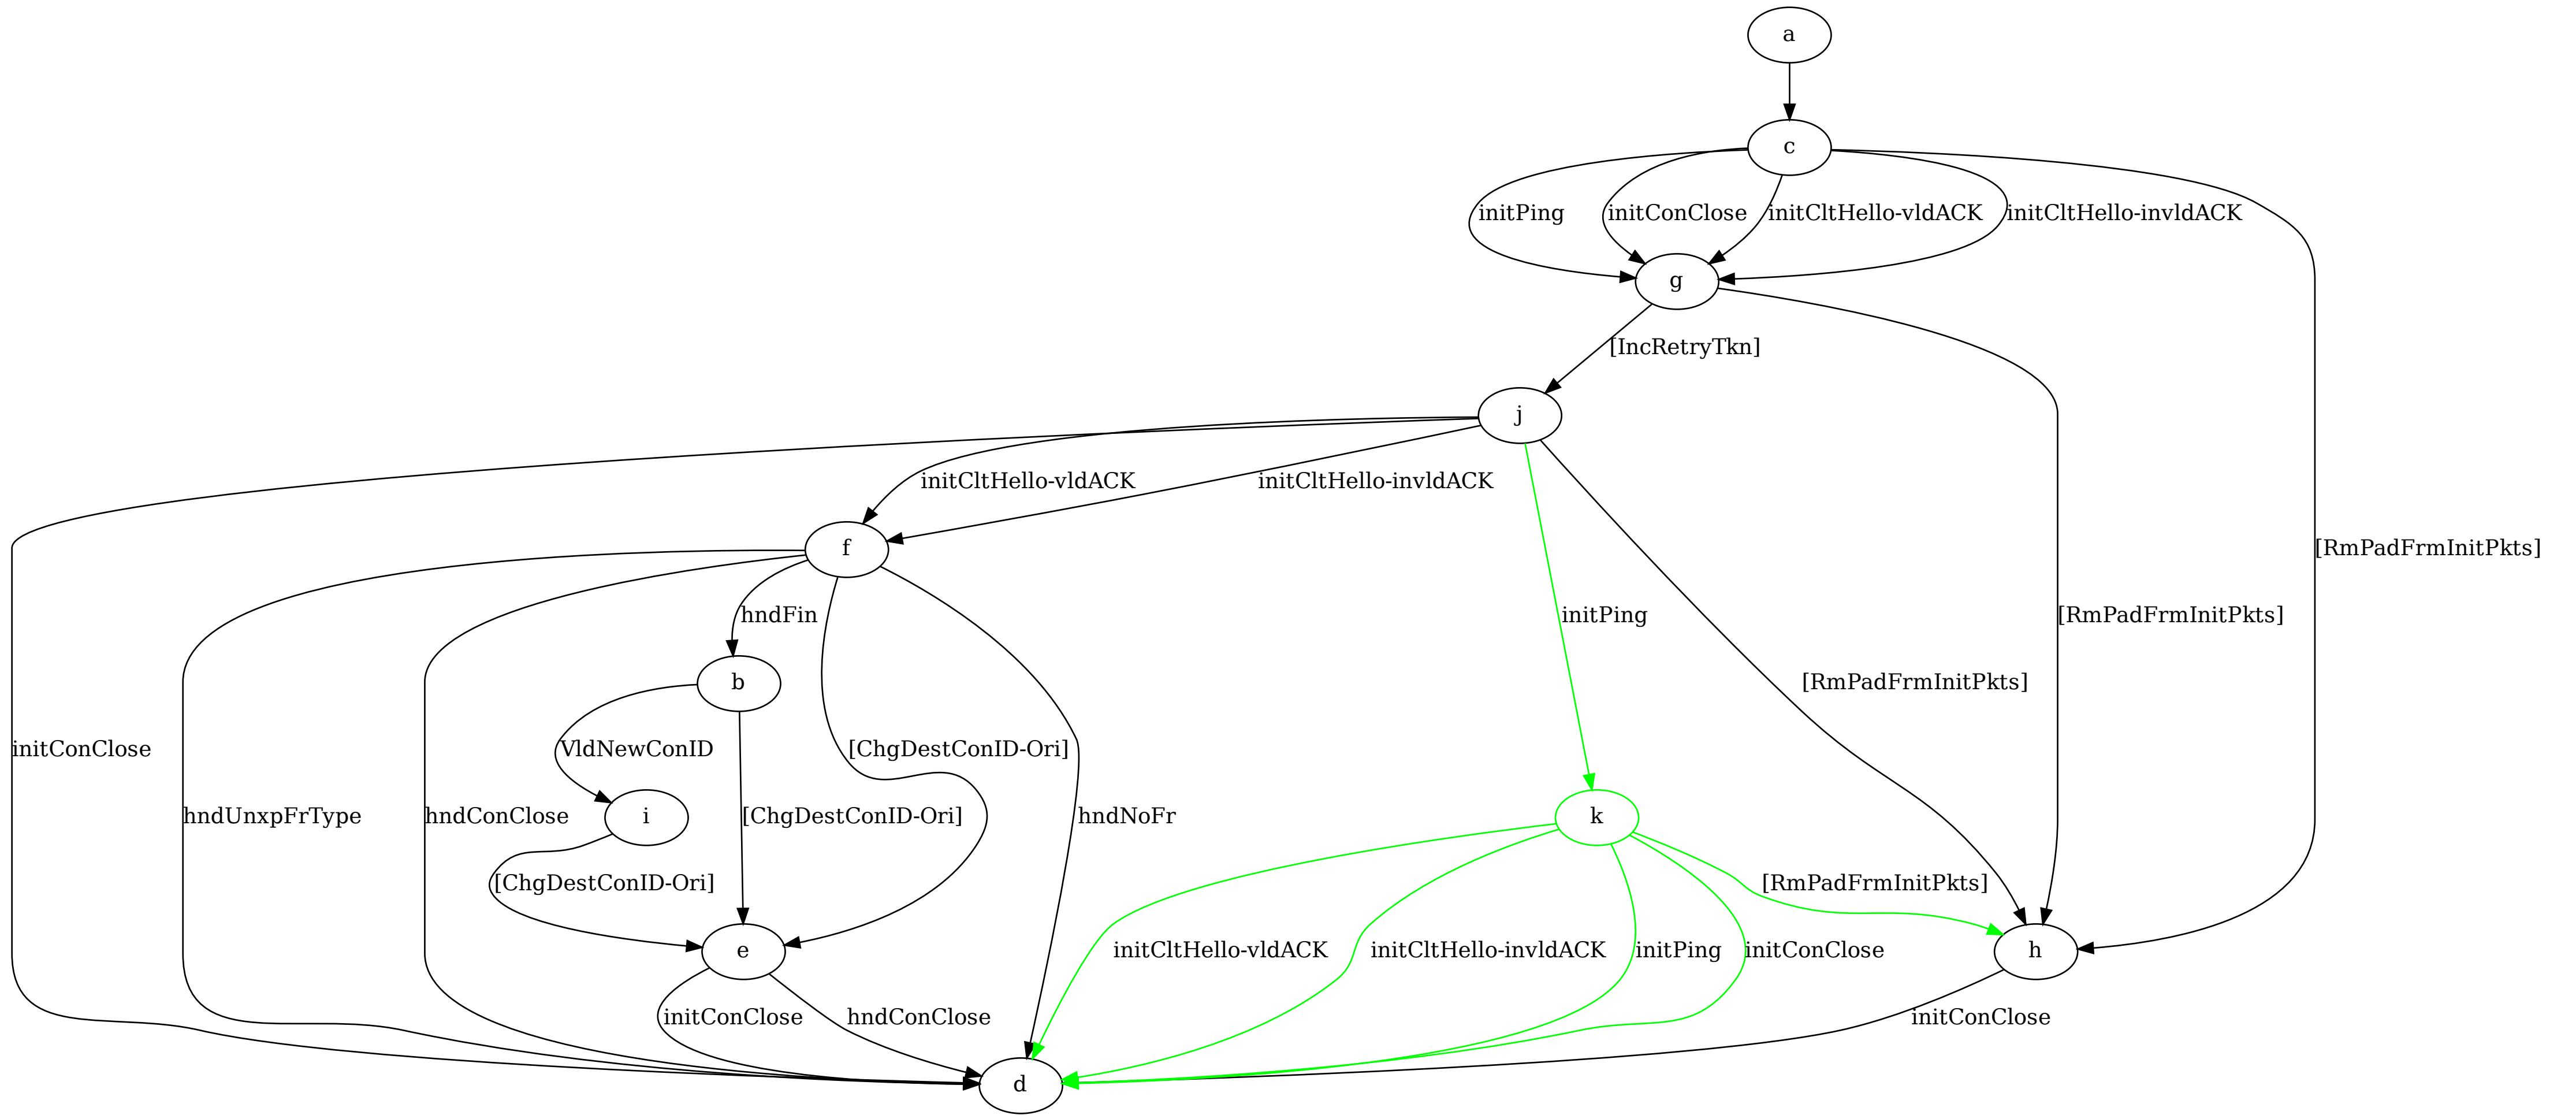 a
c
initPing
initConClose
initCltHello-vldACK
initCltHello-invldACK
g
[IncRetryTkn]
j
initCltHello-vldACK
initCltHello-invldACK
f
[RmPadFrmInitPkts]
hndFin
initPing
[RmPadFrmInitPkts]
b
[RmPadFrmInitPkts]
initConClose
VldNewConID
[ChgDestConID-Ori]
hndUnxpFrType
hndConClose
i
[ChgDestConID-Ori]
hndNoFr
k
[ChgDestConID-Ori]
[RmPadFrmInitPkts]
e
initCltHello-vldACK
initCltHello-invldACK
initPing
initConClose
h
initConClose
hndConClose
initConClose
d